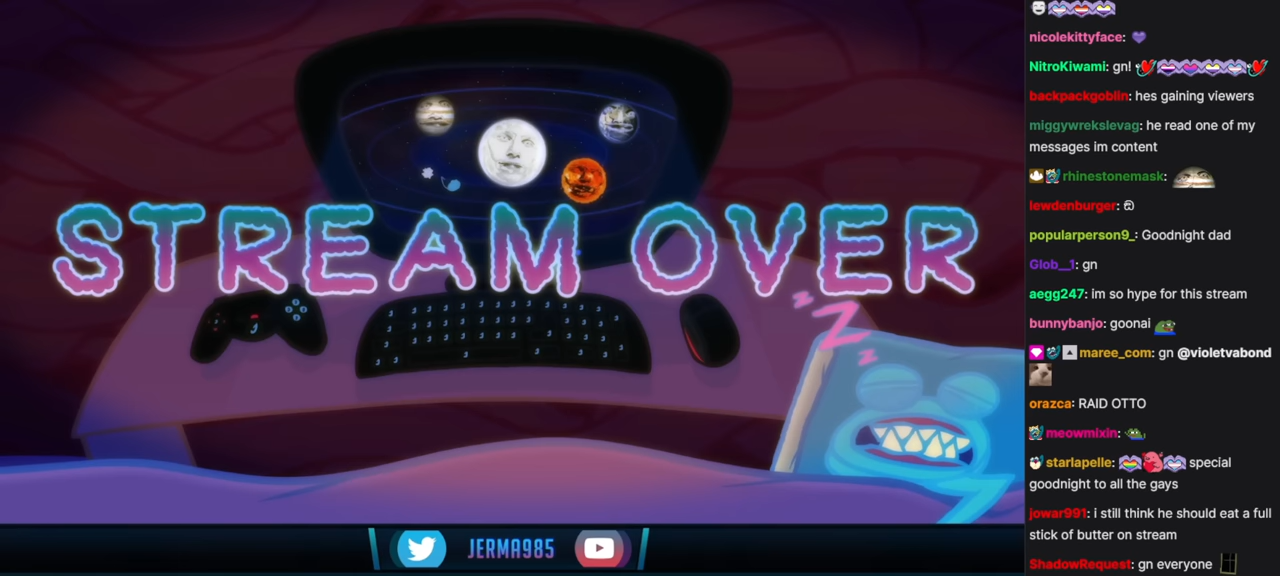 STREAM OVER
z
Z
z
JERMA985
nicolekittyface:
NitroKiwami: gn!
backpackgoblin: hes gaining viewers
miggywrekslevag: he read one of my
messages im content
rhinestonemask:
lewdenburger: ඞ
popularperson9_: Goodnight dad
Glob__1: gn
aegg247: im so hype for this stream
bunnybanjo: goonai
maree_com: gn @violetvabond
orazca: RAID OTTO
meowmixin:
starlapelle: special
goodnight to all the gays
jowar991: i still think he should eat a full
stick of butter on stream
ShadowRequest: gn everyone